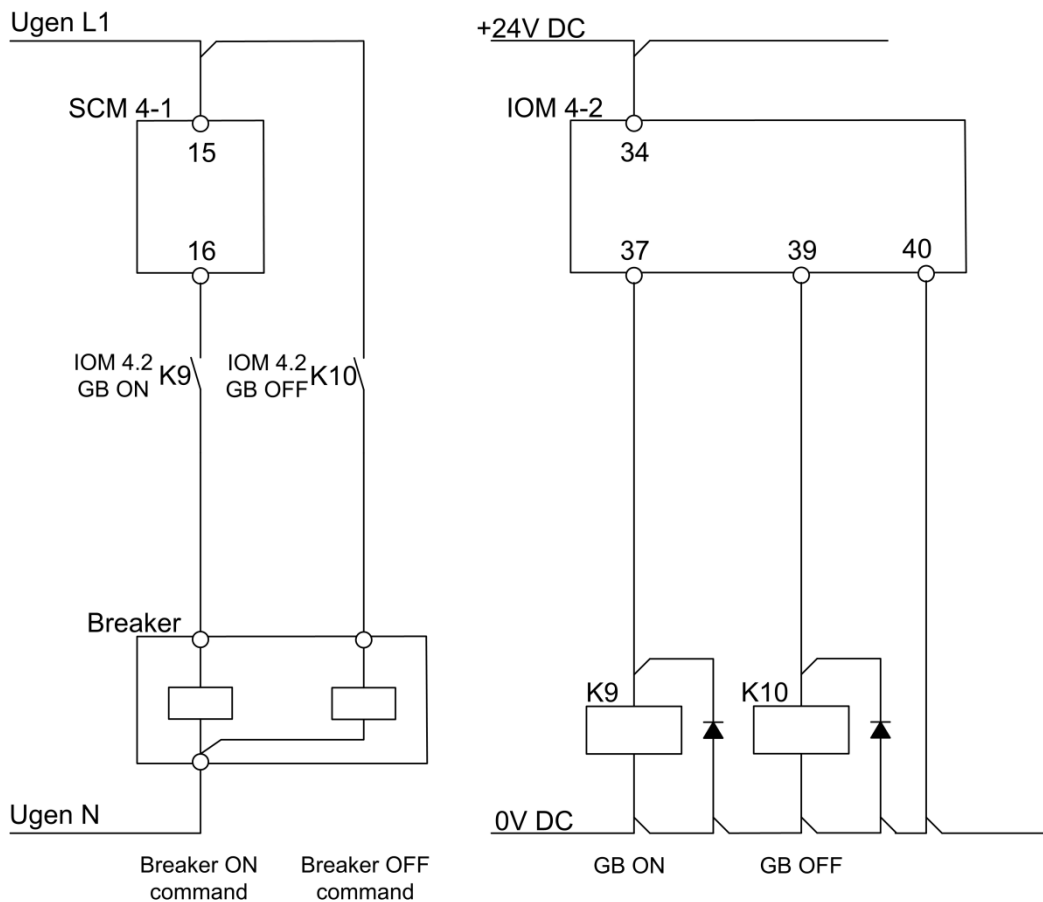 Ugen L1
+24V DC
SCM 4-1
IOM 4-2
15
34
16
37
39
40
IOM 4.2
GB ON
K9
IOM 4.2
GB OFF
K10
Breaker
K9
K10
Ugen N
0V DC
Breaker ON
command
Breaker OFF
command
GB ON
GB OFF